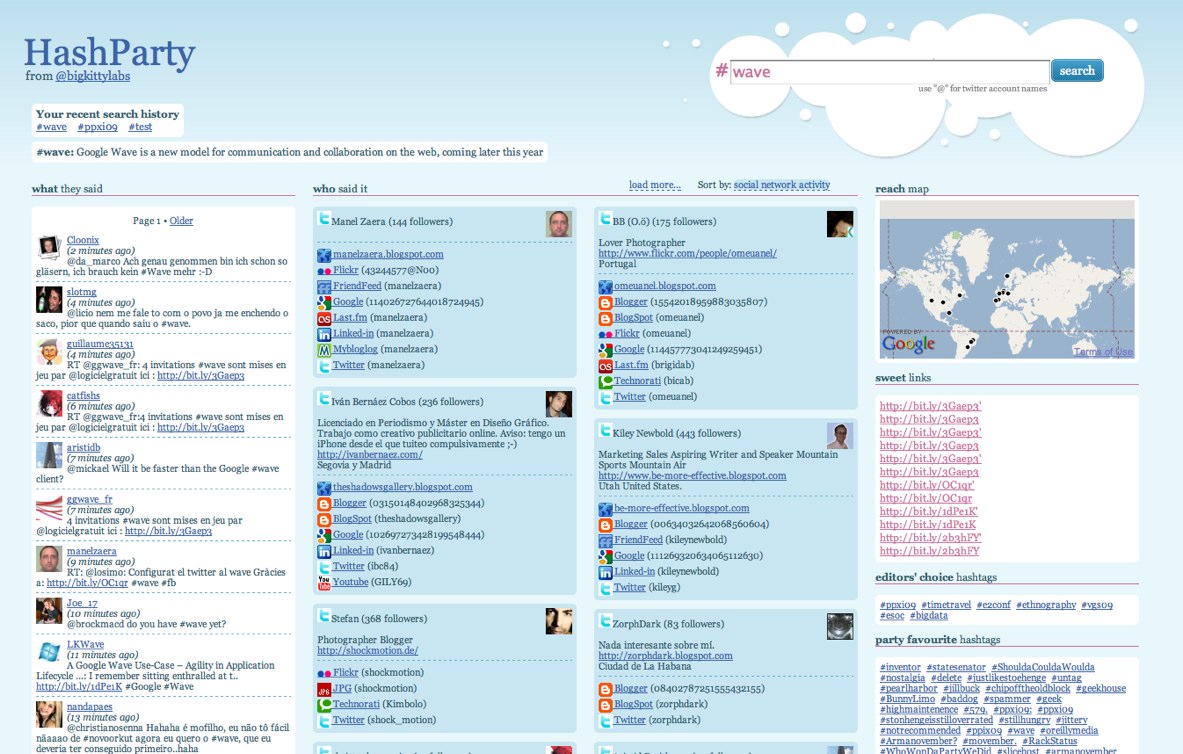 HashParty
from @bigkittylabs
#wave
search
use "@" for twitter account names
Your recent search history
#wave #ppxi09 #test
#wave: Google Wave is a new model for communication and collaboration on the web, coming later this year
what they said
Page 1 • Older
Cloonix
(2 minutes ago)
@da_marco Ach genau genommen bin ich schon so
gläsern, ich brauch kein #Wave mehr :-D
slotmg
(4 minutes ago)
@licio nem me fale to com o povo ja me enchendo o
saco, pior que quando saiu o #wave.
guillaume35131
(4 minutes ago)
RT @ggwave_fr: 4 invitations #wave sont mises en
jeu par @logicielgratuit ici : http://bit.ly/3Gaep3
catfishs
(6 minutes ago)
RT @ggwave_fr:4 invitations #wave sont mises en
jeu par @logicielgratuit ici : http://bit.ly/3Gaep3
aristidb
(7 minutes ago)
@mickael Will it be faster than the Google #wave
client?
ggwave_fr
(7 minutes ago)
4 invitations #wave sont mises en jeu par
@logicielgratuit ici : http://bit.ly/3Gaep3
manelzaera
(9 minutes ago)
RT: @losimo: Configurat el twitter al wave Gràcies
a: http://bit.ly/OC1qr #wave #fb
Joe_17
(10 minutes ago)
@brockmacd do you have #wave yet?
LKWave
(11 minutes ago)
A Google Wave Use-Case – Agility in Application
Lifecycle ...: I remember sitting enthralled at t..
http://bit.ly/1dPe1K #Google #Wave
nandapaes
(13 minutes ago)
@christianosenna Hahaha é mofilho, eu não tô fácil
nãaaao de #novoorkut agora eu quero o #wave, que eu
deveria ter conseguido primeiro..haha
who said it
load more... Sort by: social network activity
Manel Zaera (144 followers)
manelzaera.blogspot.com
Flickr (43244577@N00)
FriendFeed (manelzaera)
Google (114026727644018724945)
Last.fm (manelzaera)
Linked-in (manelzaera)
Mybloglog (manelzaera)
Twitter (manelzaera)
Iván Bernáez Cobos (236 followers)
Licenciado en Periodismo y Máster en Diseño Gráfico.
Trabajo como creativo publicitario online. Aviso: tengo un
iPhone desde el que tuiteo compulsivamente ;-)
http://ivanbernaez.com/
Segovia y Madrid
theshadowsgallery.blogspot.com
Blogger (03150148402968325344)
BlogSpot (theshadowsgallery)
Google (102697273428199548444)
Linked-in (ivanbernaez)
Twitter (ibc84)
Youtube (GILY69)
Stefan (368 followers)
Photographer Blogger
http://shockmotion.de/
Flickr (shockmotion)
JPG (shockmotion)
Technorati (Kimbolo)
Twitter (shock_motion)
BB (O.ö) (175 followers)
Lover Photographer
http://www.flickr.com/people/omeuanel/
Portugal
omeuanel.blogspot.com
Blogger (15542018959883035807)
BlogSpot (omeuanel)
Flickr (omeuanel)
Google (114457773041249259451)
Last.fm (brigidab)
Technorati (bicab)
Twitter (omeuanel)
Kiley Newbold (443 followers)
Marketing Sales Aspiring Writer and Speaker Mountain
Sports Mountain Air
http://www.be-more-effective.blogspot.com
Utah United States.
be-more-effective.blogspot.com
Blogger (00634032642068560604)
FriendFeed (kileynewbold)
Google (111269320634065112630)
Linked-in (kileynewbold)
Twitter (kileyg)
ZorphDark (83 followers)
Nada interesante sobre mí.
http://zorphdark.blogspot.com
Ciudad de La Habana
Blogger (08402787251555432155)
BlogSpot (zorphdark)
Twitter (zorphdark)
reach map
POWERED BY
Google
Terms of Use
sweet links
http://bit.ly/3Gaep3'
http://bit.ly/3Gaep3
http://bit.ly/3Gaep3'
http://bit.ly/3Gaep3
http://bit.ly/3Gaep3'
http://bit.ly/3Gaep3
http://bit.ly/OC1qr'
http://bit.ly/OC1qr
http://bit.ly/1dPe1K'
http://bit.ly/1dPe1K
http://bit.ly/2b3hFY'
http://bit.ly/2b3hFY
editors' choice hashtags
#ppxi09 #timetravel #e2conf #ethnography #vgs09
#esoc #bigdata
party favourite hashtags
#inventor #statesenator #ShouldaCouldaWoulda
#nostalgia #delete #justlikestoehenge #untag
#pearlharbor #jillbuck #chipofftheoldblock #geekhouse
#BunnyLimo #baddog #spammer #geek
#highmaintenence #579. #ppxi09: #ppxi09
#stonhengeisstilloverrated #stillhungry #jittery
#notrecommended #ppix09 #wave #oreillymedia
#Armanovember? #movember. #RackStatus
#WhoWonDaPartyWeDid #slicehost #armanovember